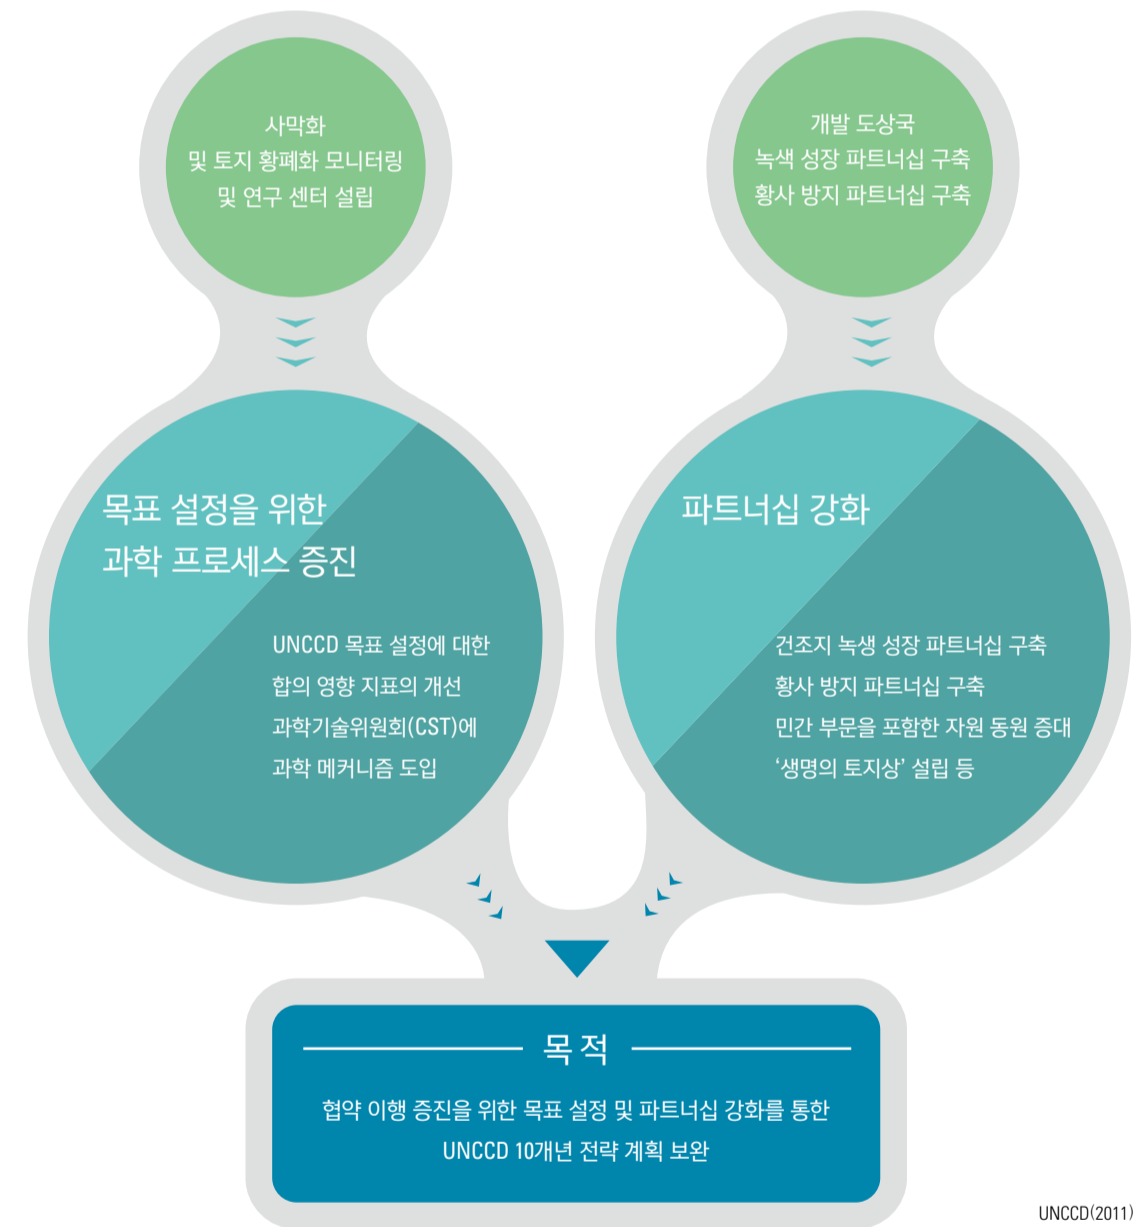 사막화
및 토지 황폐화 모니터링
및 연구 센터 설립
개발 도상국
녹색 성장 파트너십 구축
황사 방지 파트너십 구축
목표 설정을 위한
과학 프로세스 증진
UNCCD 목표 설정에 대한
합의 영향 지표의 개선
과학기술위원회(CST)에
과학 메커니즘 도입
파트너십 강화
건조지 녹생 성장 파트너십 구축
황사 방지 파트너십 구축
민간 부문을 포함한 자원 동원 증대
‘생명의 토지상’ 설립 등
목적
협약 이행 증진을 위한 목표 설정 및 파트너십 강화를 통한
UNCCD 10개년 전략 계획 보완
UNCCD(2011)